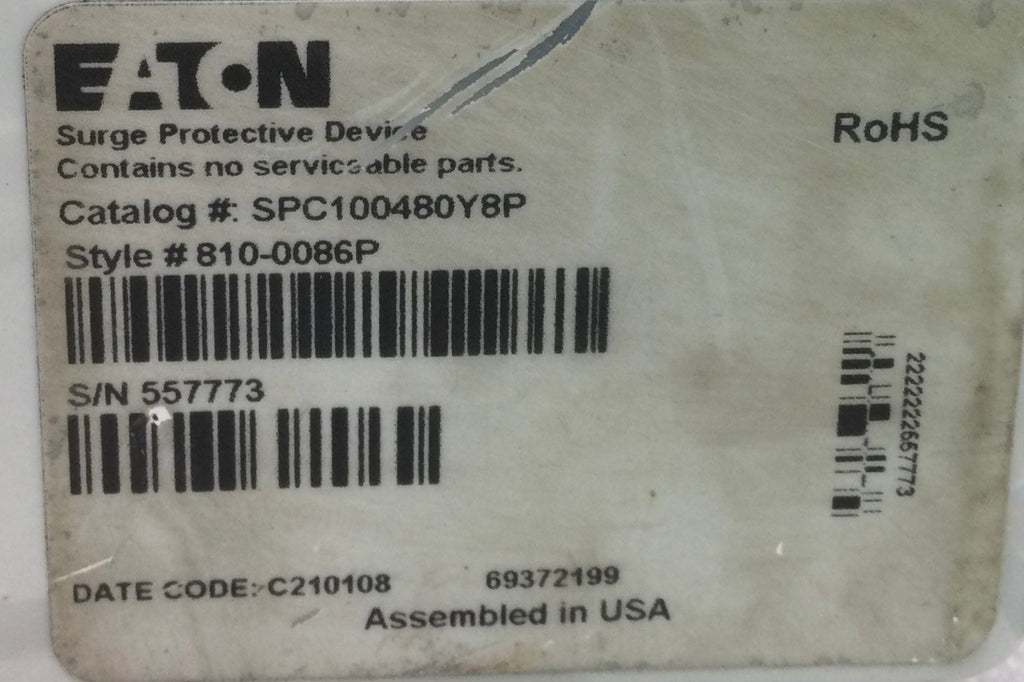 EATON
Surge Protective Device
Contains no serviceable parts.
RoHS
Catalog #: SPC100480Y8P
Style # 810-0086P
S/N 557773
DATE CODE: C210108
69372199
Assembled in USA